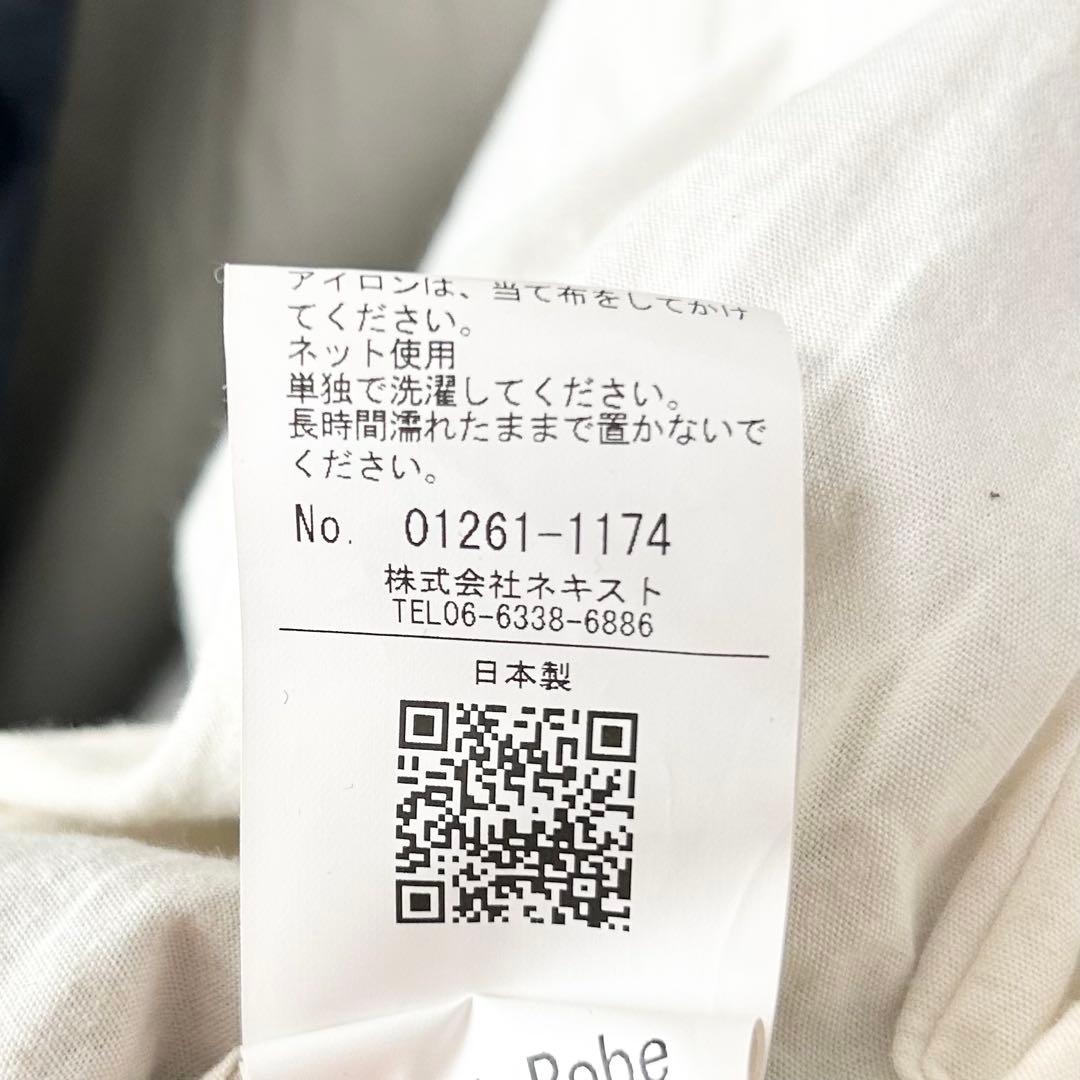 アイロンは、当て布をしてかけ
てください。
ネット使用
単独で洗濯してください。
長時間濡れたままで置かないで
ください。
No. 01261-1174
株式会社ネキスト
TEL06-6338-6886
日本製
Robe